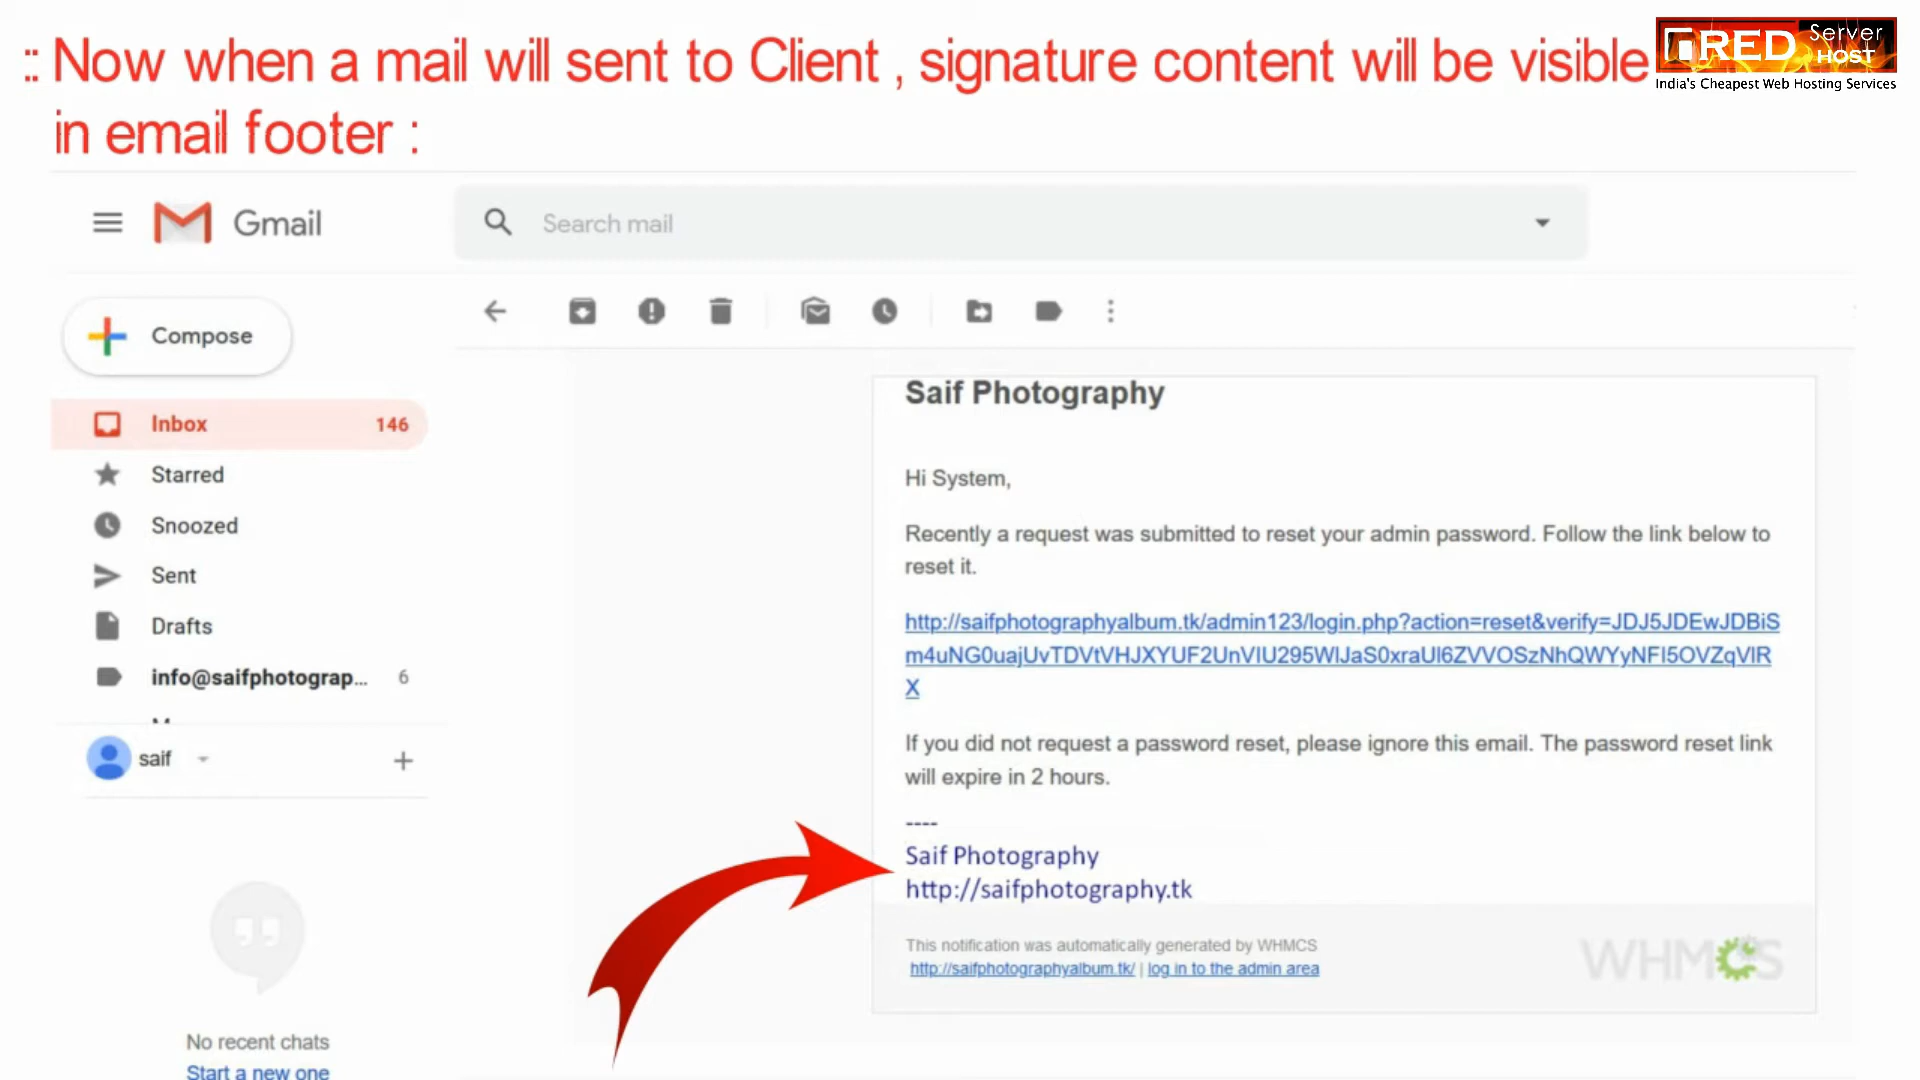 :: Now when a mail will sent to Client , signature content will be visible
in email footer :
RED Server HOST
India's Cheapest Web Hosting Services
Gmail
Search mail
Compose
Inbox 146
Starred
Snoozed
Sent
Drafts
info@saifphotograp... 6
saif
No recent chats
Start a new one
Saif Photography
Hi System,
Recently a request was submitted to reset your admin password. Follow the link below to
reset it.
http://saifphotographyalbum.tk/admin123/login.php?action=reset&verify=JDJ5JDEwJDBiS
m4uNG0uajUvTDVtVHJXYUF2UnVIU295WlJaS0xraUl6ZVVOSzNhQWYyNFI5OVZqVlR
X
If you did not request a password reset, please ignore this email. The password reset link
will expire in 2 hours.
----
Saif Photography
http://saifphotography.tk
This notification was automatically generated by WHMCS
http://saifphotographyalbum.tk/ | log in to the admin area
WHMCS